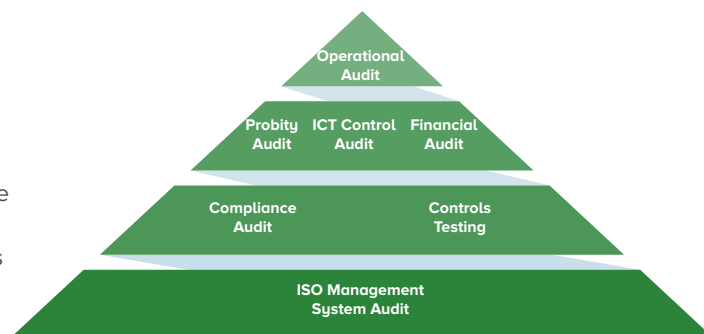 Operational
Audit
Probity ICT Control Financial
Audit Audit Audit
e
Compliance Controls
Audit Testing
s
ISO Management
System Audit